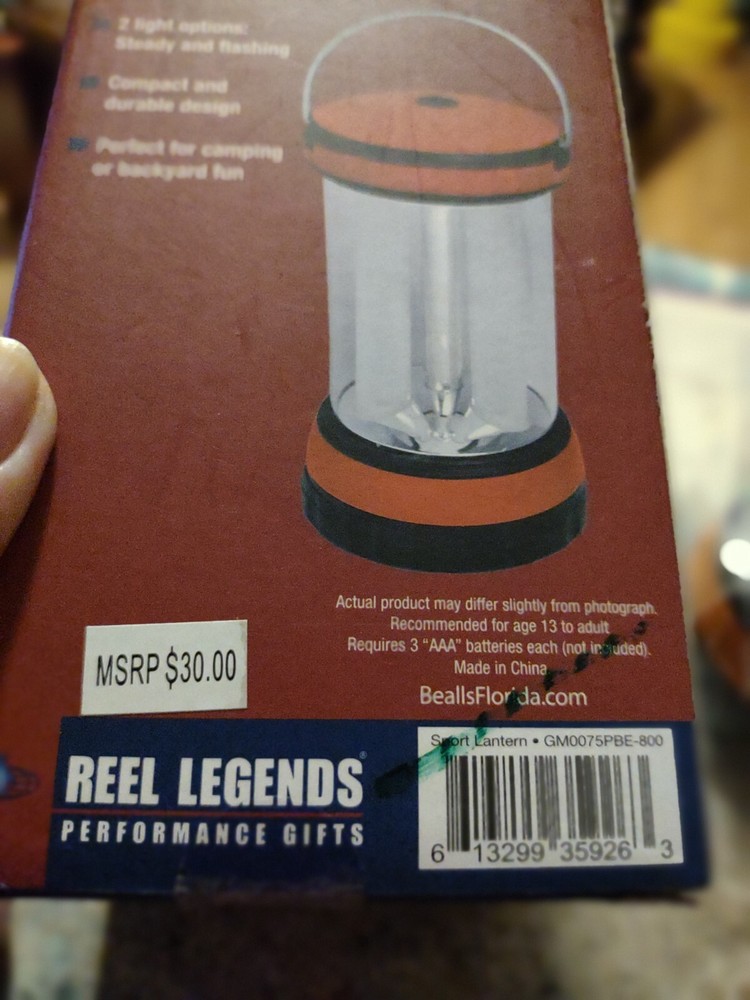 2 light options:
Steady and flashing
Compact and
durable design
Perfect for camping
or backyard fun
Actual product may differ slightly from photograph.
Recommended for age 13 to adult
Requires 3 “AAA” batteries each (not included).
Made in China
BeallsFlorida.com
MSRP $30.00
REEL LEGENDS®
PERFORMANCE GIFTS
Sport Lantern • GM0075PBE-800
6 13299 35926 3